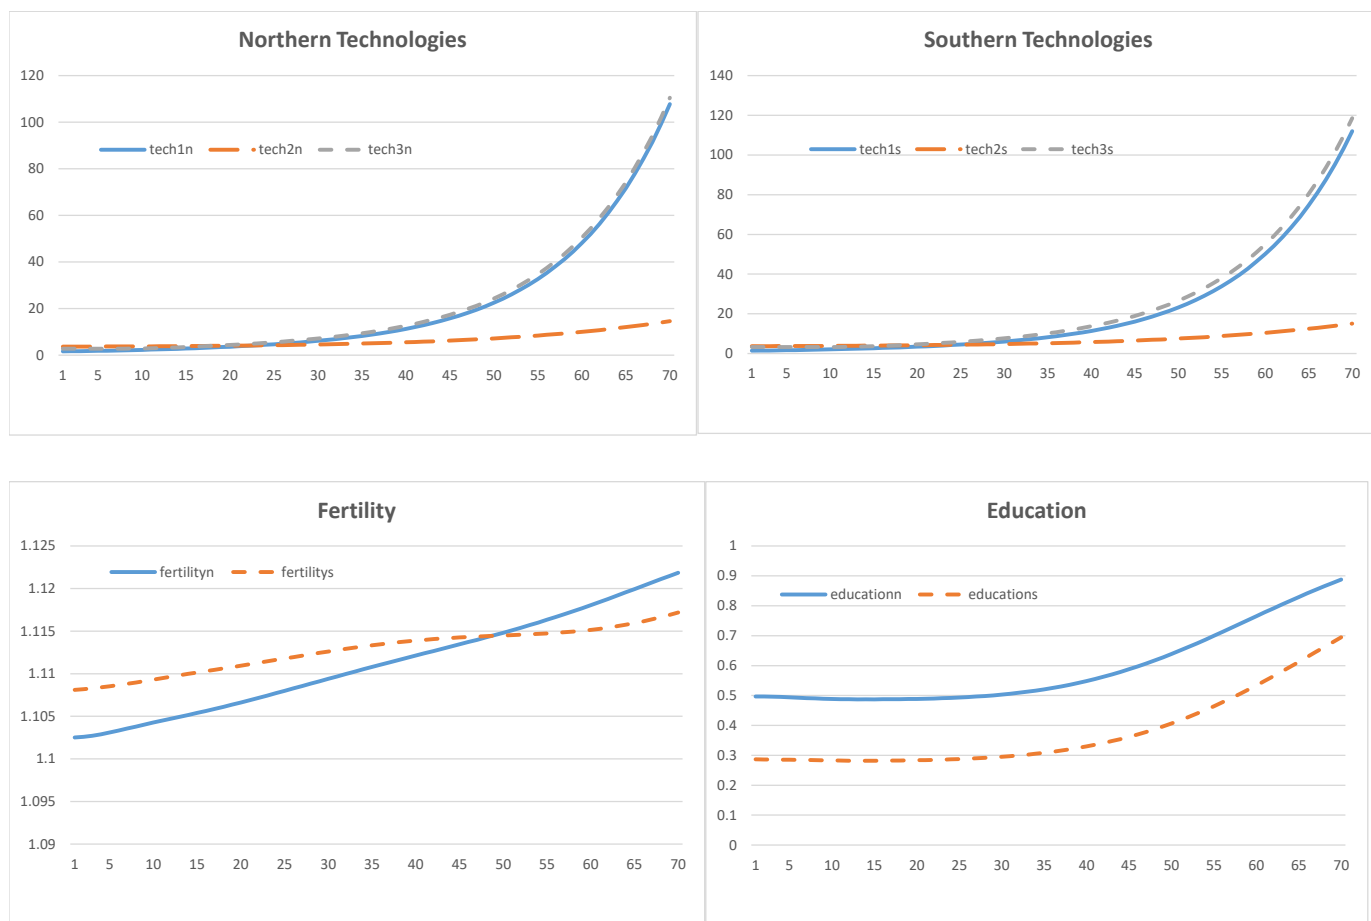 Northern Technologies
120
100
80
60
40
20
0
tech1n tech2n tech3n
1 5 10 15 20 25 30 35 40 45 50 55 60 65 70
Southern Technologies
140
120
100
80
60
40
20
0
tech1s tech2s tech3s
1 5 10 15 20 25 30 35 40 45 50 55 60 65 70
Fertility
1.125
1.12
1.115
1.11
1.105
1.1
1.095
1.09
fertilityn fertilitys
1 5 10 15 20 25 30 35 40 45 50 55 60 65 70
Education
1
0.9
0.8
0.7
0.6
0.5
0.4
0.3
0.2
0.1
0
educationn educations
1 5 10 15 20 25 30 35 40 45 50 55 60 65 70